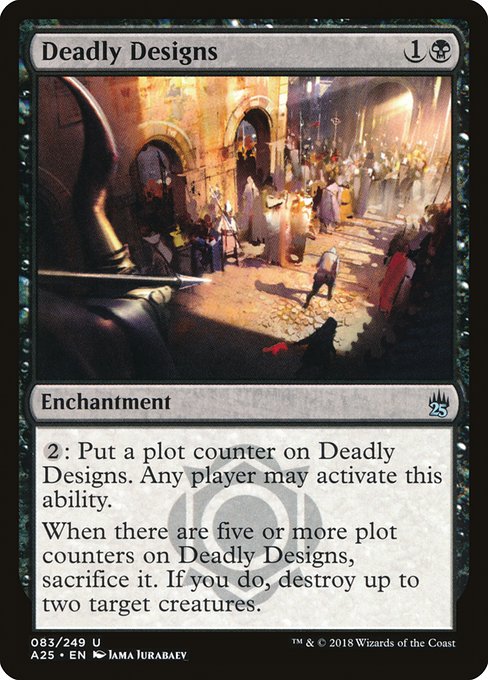 Deadly Designs 1
Enchantment
25
2: Put a plot counter on Deadly
Designs. Any player may activate this
ability.
When there are five or more plot
counters on Deadly Designs,
sacrifice it. If you do, destroy up to
two target creatures.
083/249 U
™ & © 2018 Wizards of the Coast
A25 • EN Jama Jurabaev